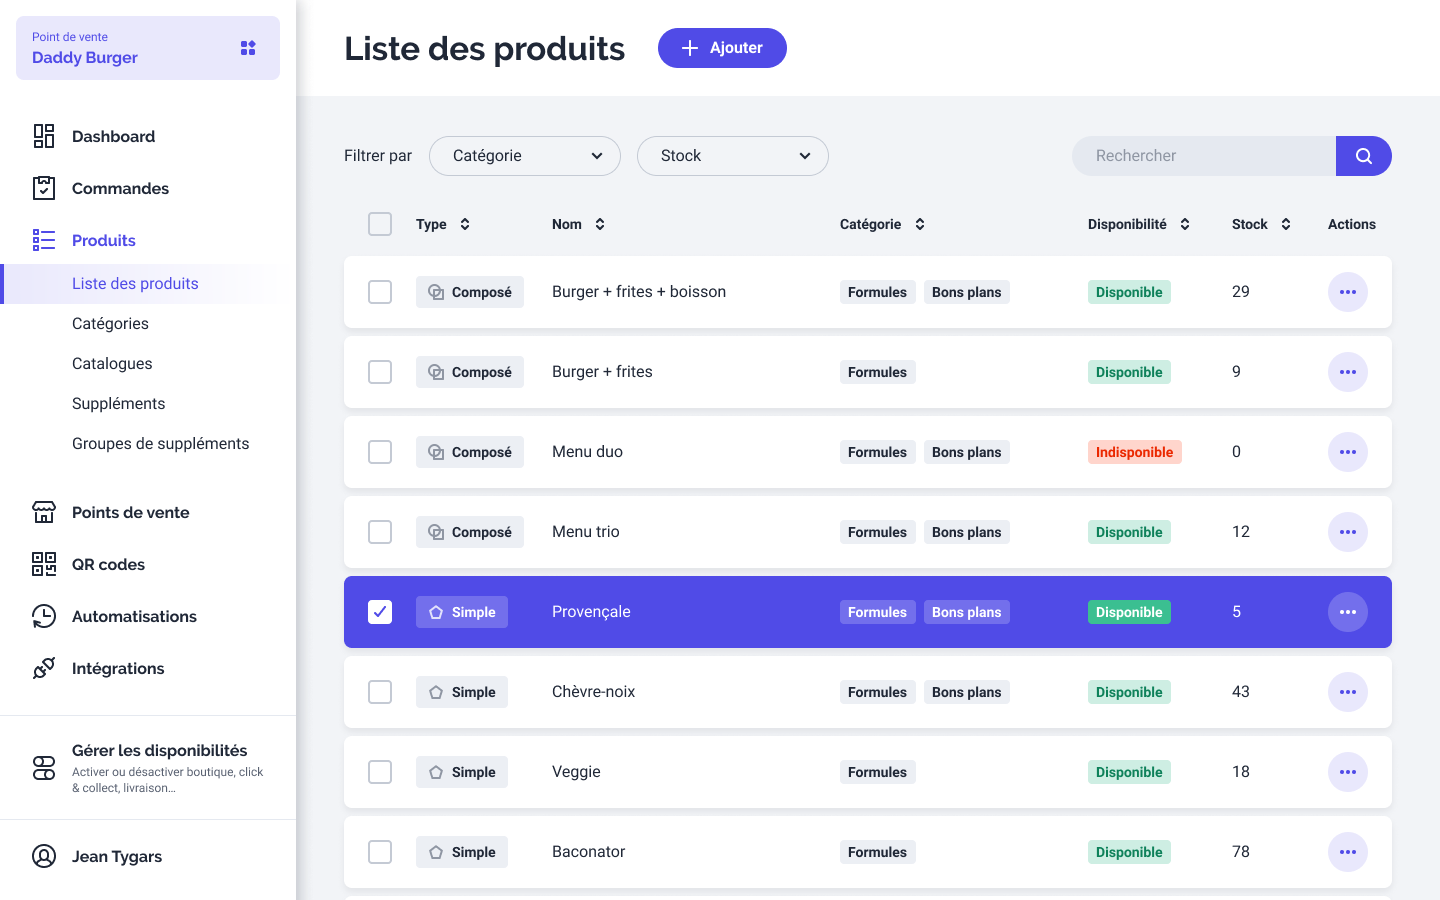 Point de vente
Daddy Burger
Dashboard
Commandes
Produits
Liste des produits
Catégories
Catalogues
Suppléments
Groupes de suppléments
Points de vente
QR codes
Automatisations
Intégrations
Gérer les disponibilités
Activer ou désactiver boutique, click
& collect, livraison...
Jean Tygars
Liste des produits
Ajouter
Filtrer par Catégorie Stock Rechercher
Type Nom Catégorie Disponibilité Stock Actions
Composé Burger + frites + boisson Formules Bons plans Disponible 29
Composé Burger + frites Formules Disponible 9
Composé Menu duo Formules Bons plans Indisponible 0
Composé Menu trio Formules Bons plans Disponible 12
Simple Provençale Formules Bons plans Disponible 5
Simple Chèvre-noix Formules Bons plans Disponible 43
Simple Veggie Formules Disponible 18
Simple Baconator Formules Disponible 78